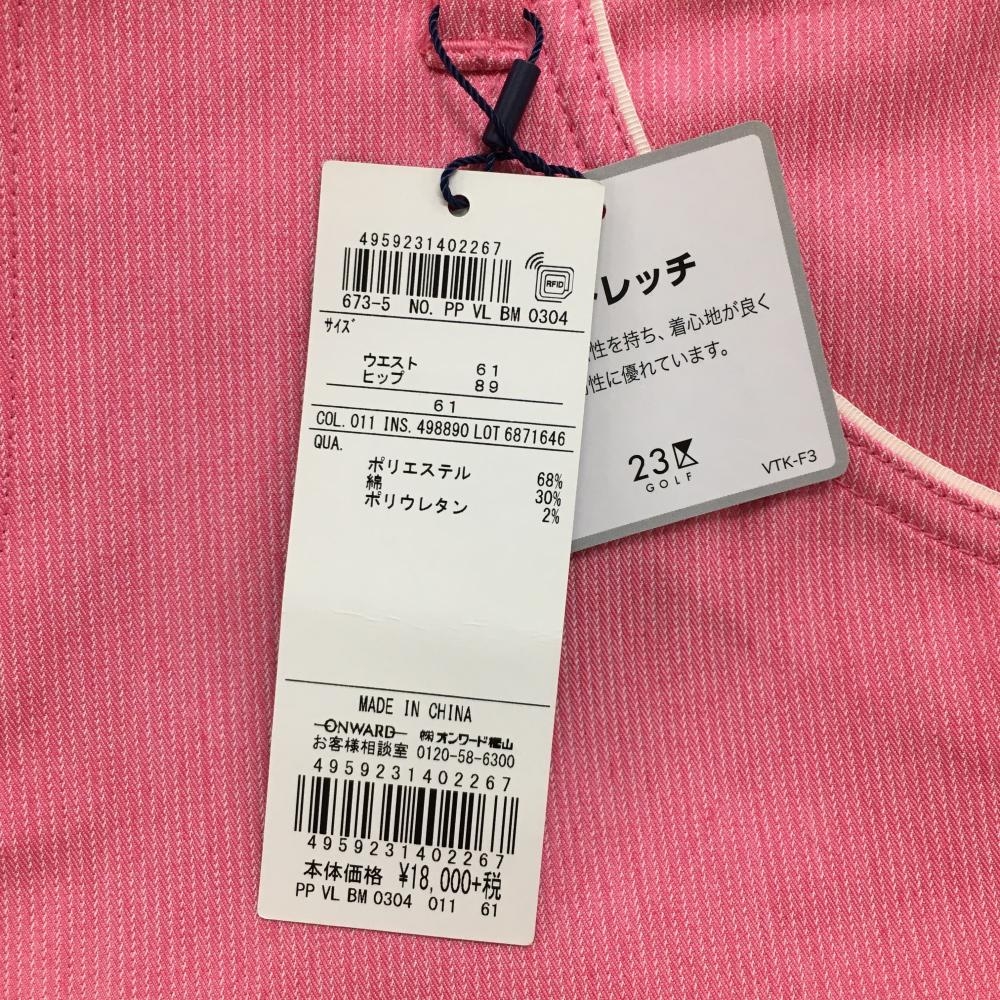 4959231402267
RFID
673-5 NO. PP VL BM 0304
サイズ
ウエスト 61
ヒップ 89
61
COL. 011 INS. 498890 LOT 6871646
QUA.
ポリエステル 68%
綿 30%
ポリウレタン 2%
MADE IN CHINA
ONWARD ㈱オンワード樫山
お客様相談室 0120-58-6300
4959231402267
4959231402267
本体価格 ¥18,000+税
PP VL BM 0304 011 61
レッチ
性を持ち、着心地が良く
性に優れています。
23区
GOLF
VTK-F3